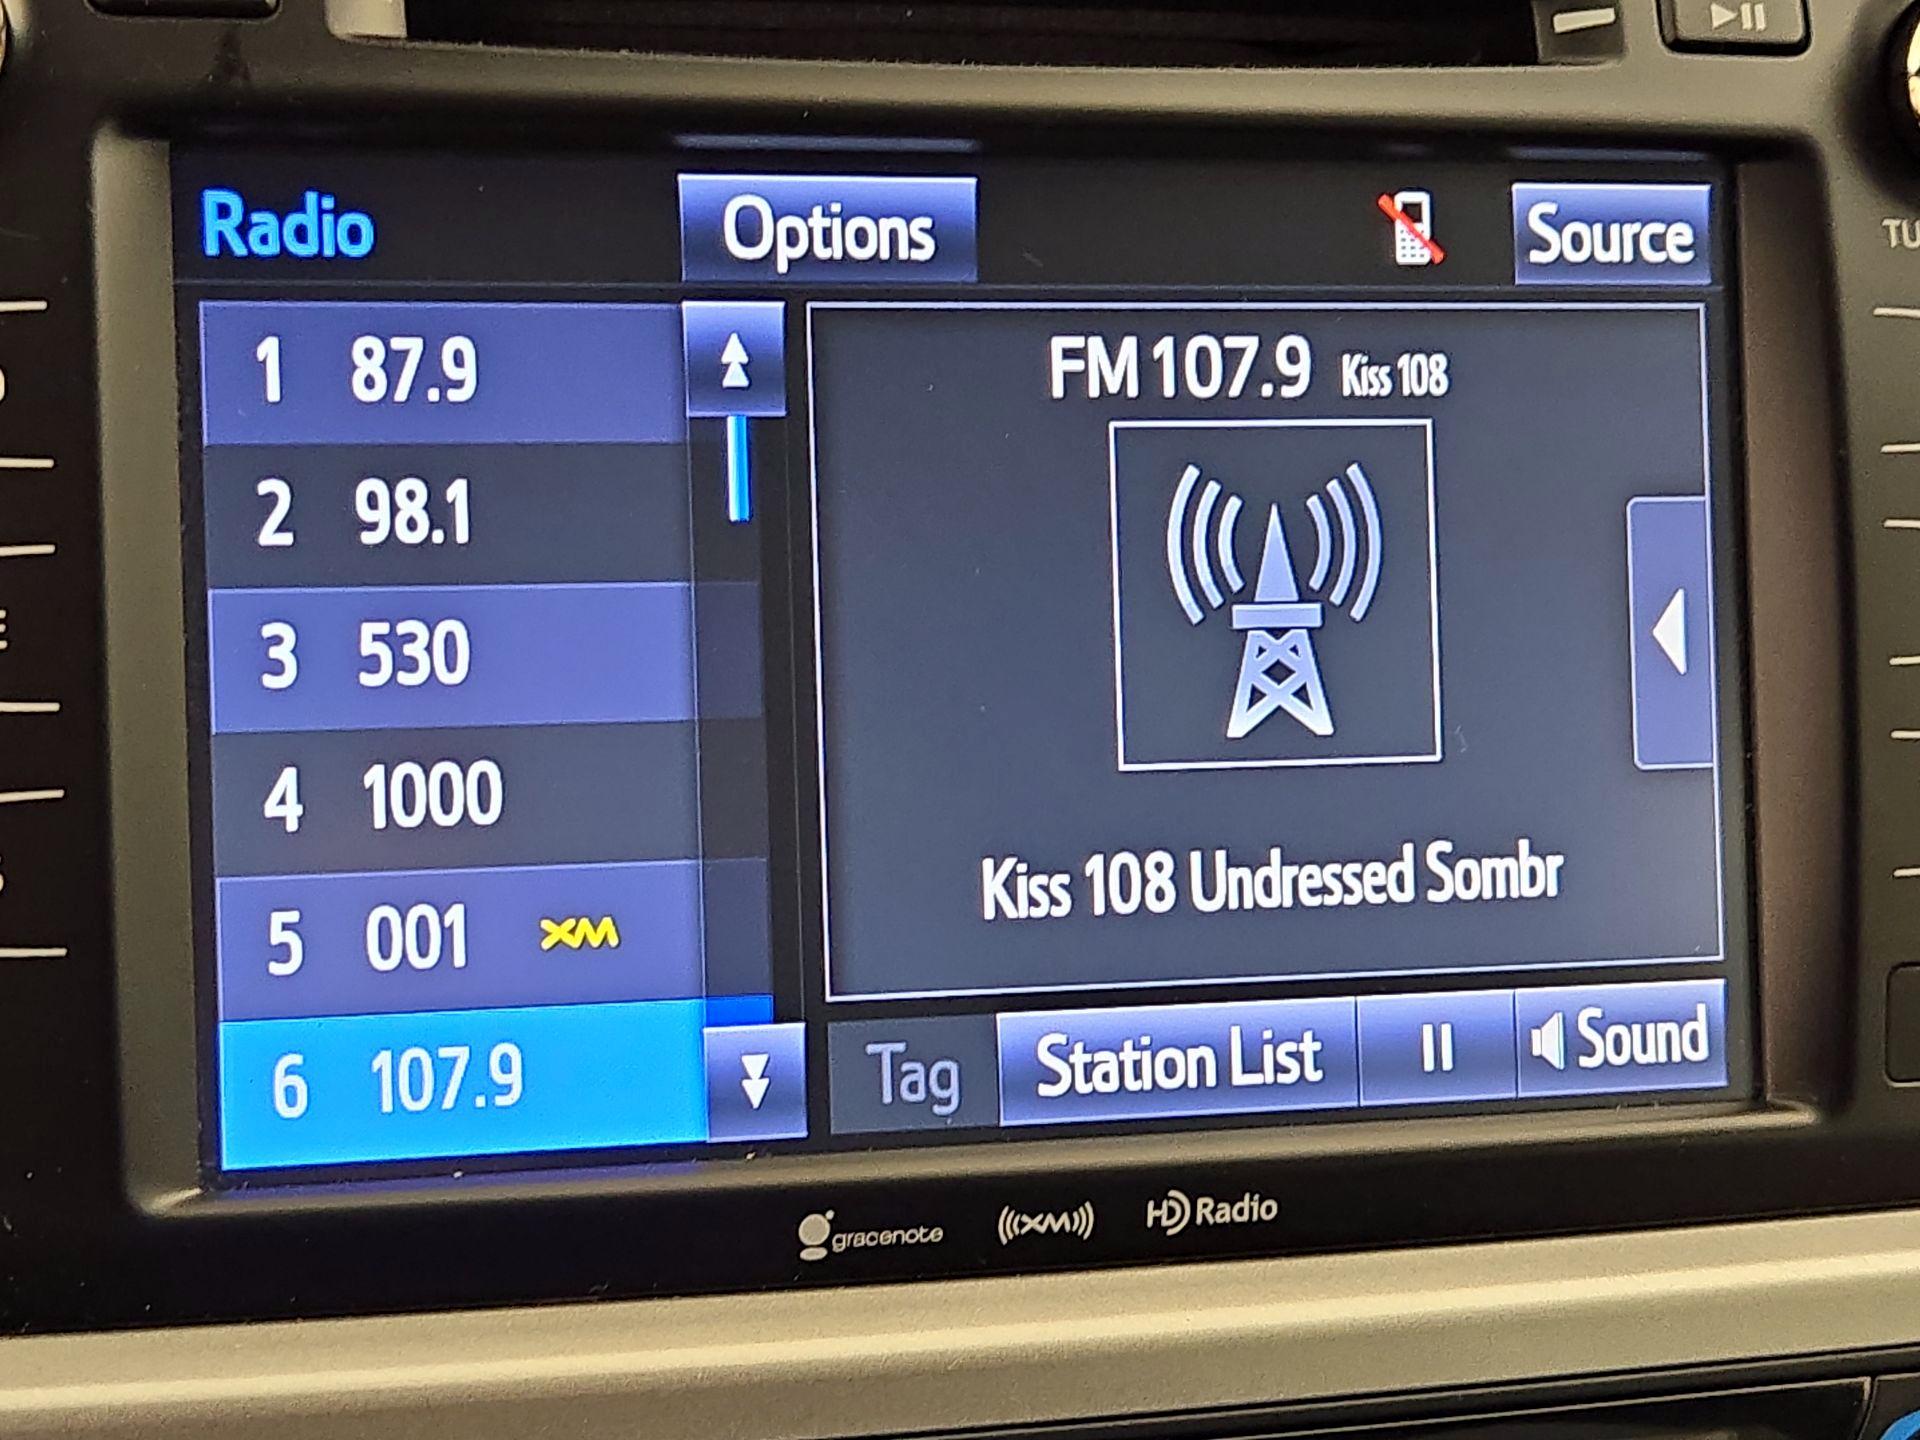 Radio
Options
Source
1 87.9
2 98.1
3 530
4 1000
5 001 XM
6 107.9
FM 107.9 Kiss 108
Kiss 108 Undressed Sombr
Tag
Station List
Sound
gracenote
XM
HD Radio
TU